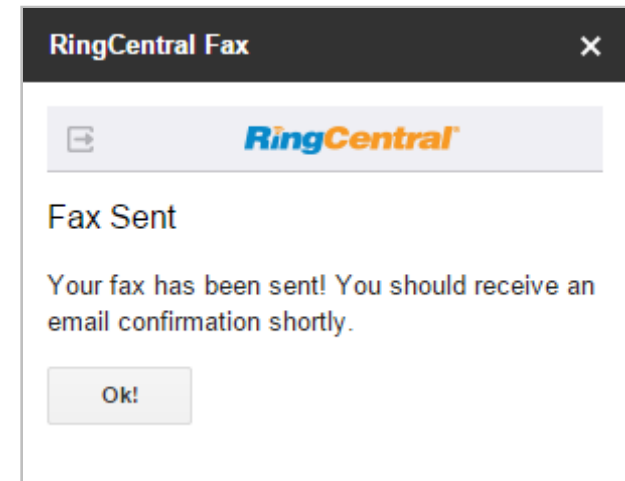 RingCentral Fax ×
RingCentral®
Fax Sent
Your fax has been sent! You should receive an
email confirmation shortly.
Ok!